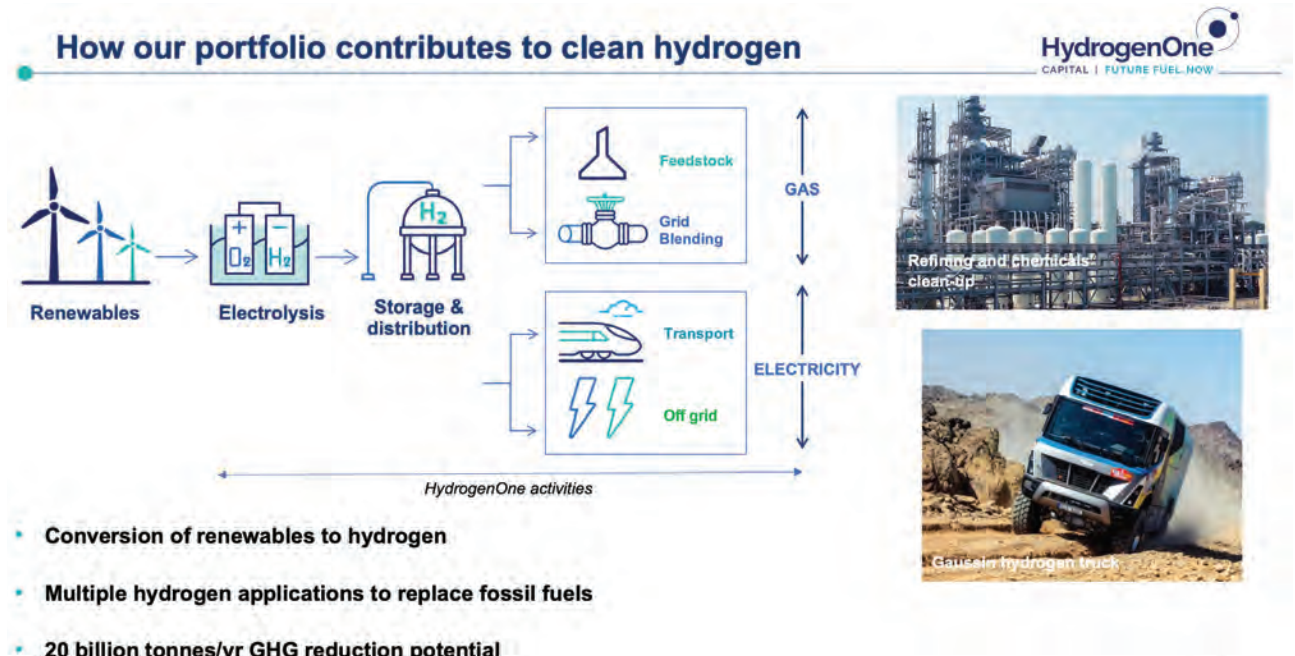 How our portfolio contributes to clean hydrogen
HydrogenOne
CAPITAL | FUTURE FUEL NOW
Renewables
+
O₂
−
H₂
Electrolysis
H₂
Storage &
distribution
Feedstock
Grid
Blending
GAS
Transport
Off grid
ELECTRICITY
HydrogenOne activities
Refining and chemicals'
clean-up
Gaussin hydrogen truck
• Conversion of renewables to hydrogen
• Multiple hydrogen applications to replace fossil fuels
• 20 billion tonnes/yr GHG reduction potential